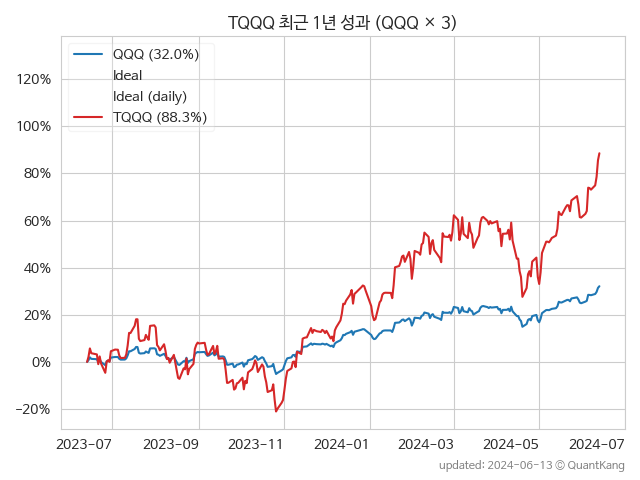 TQQQ 최근 1년 성과 (QQQ × 3)
QQQ (32.0%)
Ideal
Ideal (daily)
TQQQ (88.3%)
120%
100%
80%
60%
40%
20%
0%
−20%
2023-07 2023-09 2023-11 2024-01 2024-03 2024-05 2024-07
updated: 2024-06-13 © QuantKang